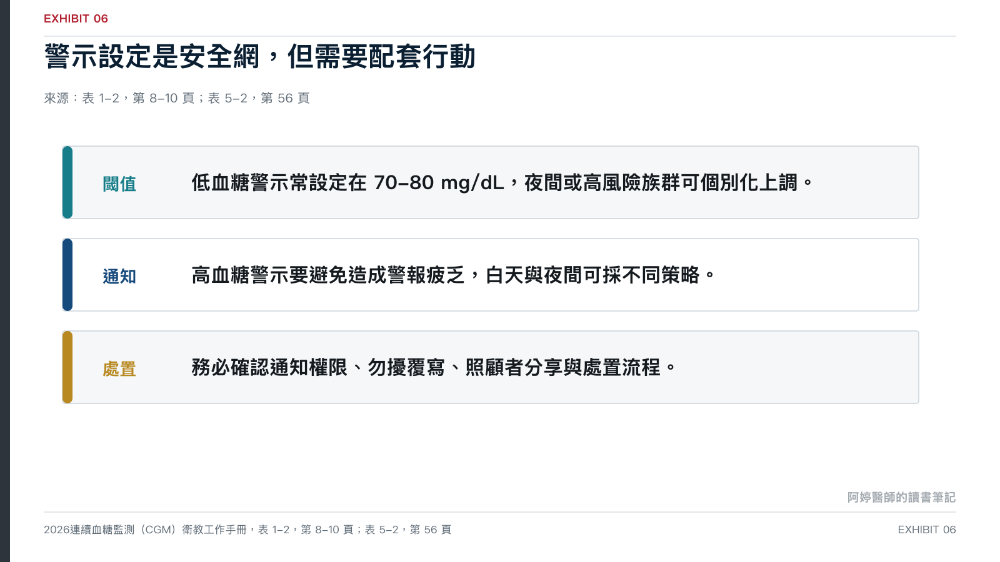 EXHIBIT 06
警示設定是安全網，但需要配套行動
來源：表 1–2，第 8–10 頁；表 5–2，第 56 頁
閾值
低血糖警示常設定在 70–80 mg/dL，夜間或高風險族群可個別化上調。
通知
高血糖警示要避免造成警報疲乏，白天與夜間可採不同策略。
處置
務必確認通知權限、勿擾覆寫、照顧者分享與處置流程。
阿婷醫師的讀書筆記
2026連續血糖監測（CGM）衛教工作手冊，表 1–2，第 8–10 頁；表 5–2，第 56 頁
EXHIBIT 06